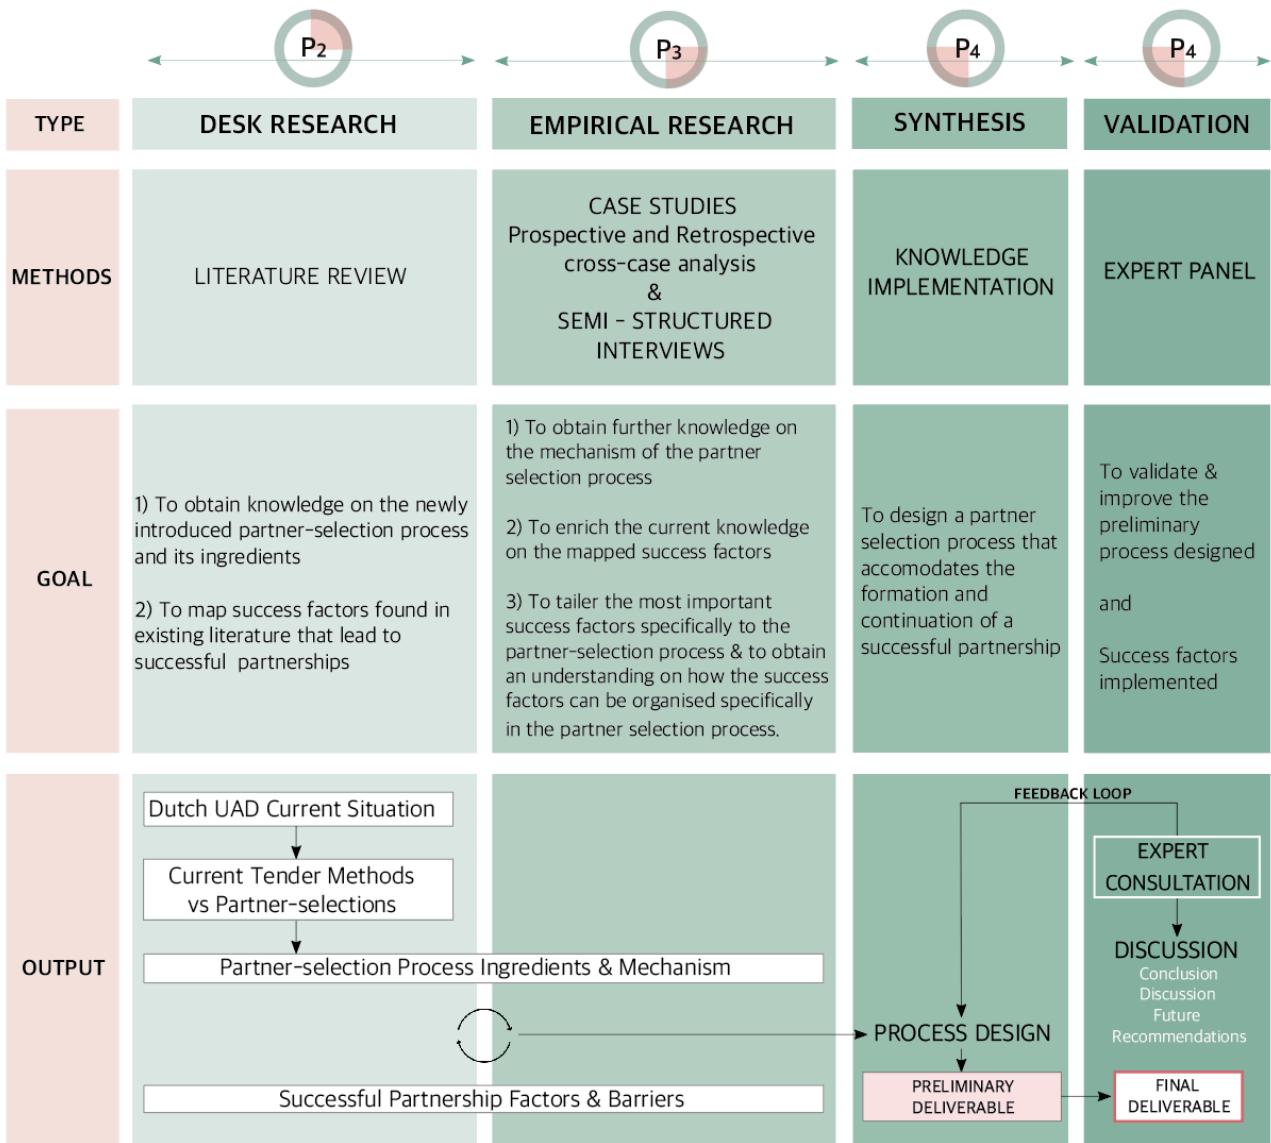 P2
P3
P4
P4
TYPE
DESK RESEARCH
EMPIRICAL RESEARCH
SYNTHESIS
VALIDATION
METHODS
LITERATURE REVIEW
CASE STUDIES
Prospective and Retrospective
cross-case analysis
&
SEMI - STRUCTURED
INTERVIEWS
KNOWLEDGE
IMPLEMENTATION
EXPERT PANEL
GOAL
1) To obtain knowledge on the newly
introduced partner-selection process
and its ingredients
2) To map success factors found in
existing literature that lead to
successful partnerships
1) To obtain further knowledge on
the mechanism of the partner
selection process
2) To enrich the current knowledge
on the mapped success factors
3) To tailer the most important
success factors specifically to the
partner-selection process & to obtain
an understanding on how the success
factors can be organised specifically
in the partner selection process.
To design a partner
selection process that
accomodates the
formation and
continuation of a
successful partnership
To validate &
improve the
preliminary
process designed
and
Success factors
implemented
OUTPUT
Dutch UAD Current Situation
Current Tender Methods
vs Partner-selections
Partner-selection Process Ingredients & Mechanism
Successful Partnership Factors & Barriers
FEEDBACK LOOP
PROCESS DESIGN
PRELIMINARY
DELIVERABLE
EXPERT
CONSULTATION
DISCUSSION
Conclusion
Discussion
Future
Recommendations
FINAL
DELIVERABLE